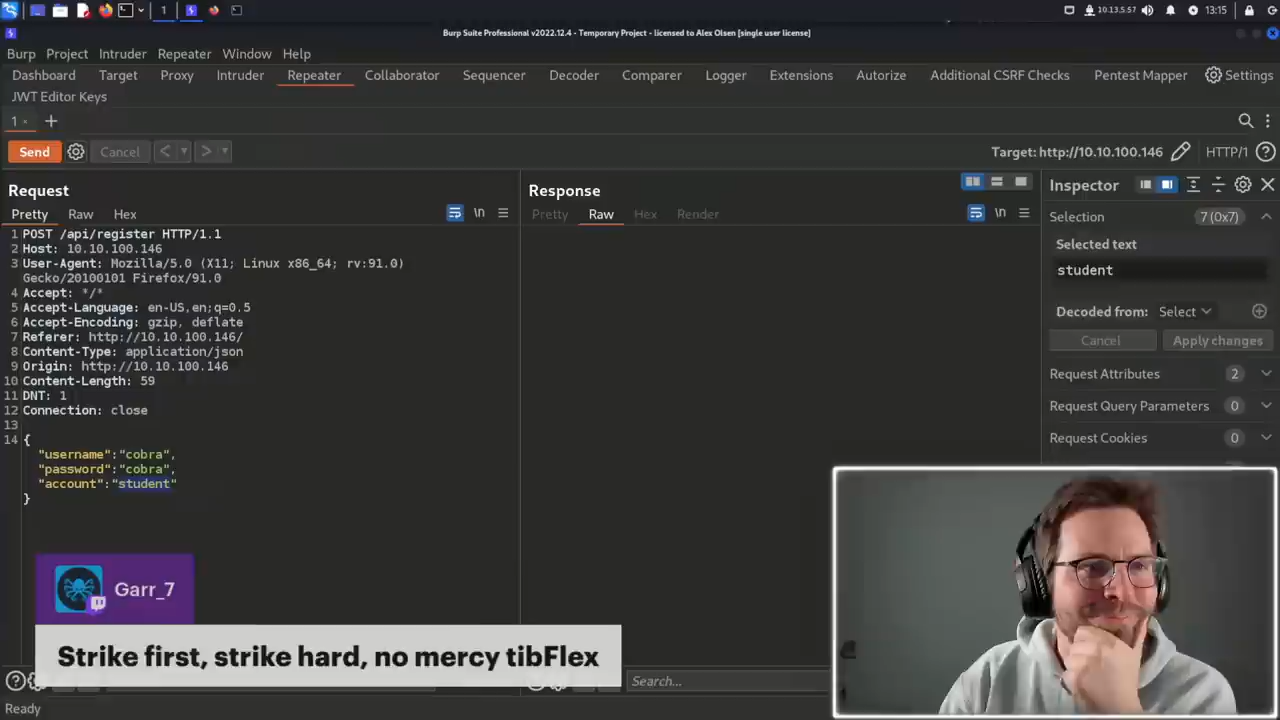 10.13.5.57 13:15
Burp Suite Professional v2022.12.4 - Temporary Project - licensed to Alex Olsen [single user license]
Burp Project Intruder Repeater Window Help
Dashboard Target Proxy Intruder Repeater Collaborator Sequencer Decoder Comparer Logger Extensions Autorize Additional CSRF Checks Pentest Mapper Settings
JWT Editor Keys
1 × +
Send Cancel < > Target: http://10.10.100.146 HTTP/1
Request
Pretty Raw Hex \n
1 POST /api/register HTTP/1.1
2 Host: 10.10.100.146
3 User-Agent: Mozilla/5.0 (X11; Linux x86_64; rv:91.0)
Gecko/20100101 Firefox/91.0
4 Accept: */*
5 Accept-Language: en-US,en;q=0.5
6 Accept-Encoding: gzip, deflate
7 Referer: http://10.10.100.146/
8 Content-Type: application/json
9 Origin: http://10.10.100.146
10 Content-Length: 59
11 DNT: 1
12 Connection: close
13
14 {
"username":"cobra",
"password":"cobra",
"account":"student"
}
Response
Pretty Raw Hex Render \n
Inspector
Selection 7 (0x7)
Selected text
student
Decoded from: Select
Cancel Apply changes
Request Attributes 2
Request Query Parameters 0
Request Cookies 0
Garr_7
Strike first, strike hard, no mercy tibFlex
Search...
Ready